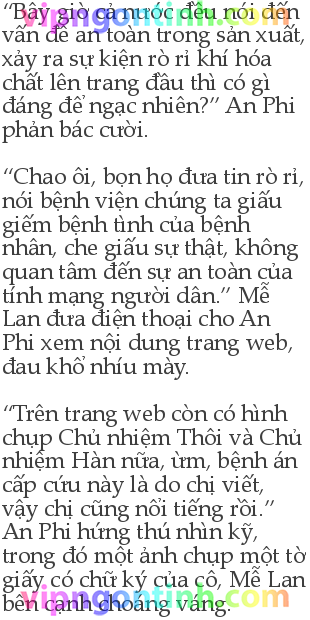 “Bây giờ cả nước đều nói đến
vấn đề an toàn trong sản xuất,
xảy ra sự kiện rò rỉ khí hóa
chất lên trang đầu thì có gì
đáng để ngạc nhiên?” An Phi
phản bác cười.
“Chao ôi, bọn họ đưa tin rò rỉ,
nói bệnh viện chúng ta giấu
giếm bệnh tình của bệnh
nhân, che giấu sự thật, không
quan tâm đến sự an toàn của
tính mạng người dân.” Mễ
Lan đưa điện thoại cho An
Phi xem nội dung trang web,
đau khổ nhíu mày.
“Trên trang web còn có hình
chụp Chủ nhiệm Thôi và Chủ
nhiệm Hàn nữa, ừm, bệnh án
cấp cứu này là do chị viết,
vậy chị cũng nổi tiếng rồi.”
An Phi hứng thú nhìn kỹ,
trong đó một ảnh chụp một tờ
giấy có chữ ký của cô, Mễ Lan
bên cạnh choáng váng.
vipngontinh.com
vipngontinh.com
vipngontinh.com